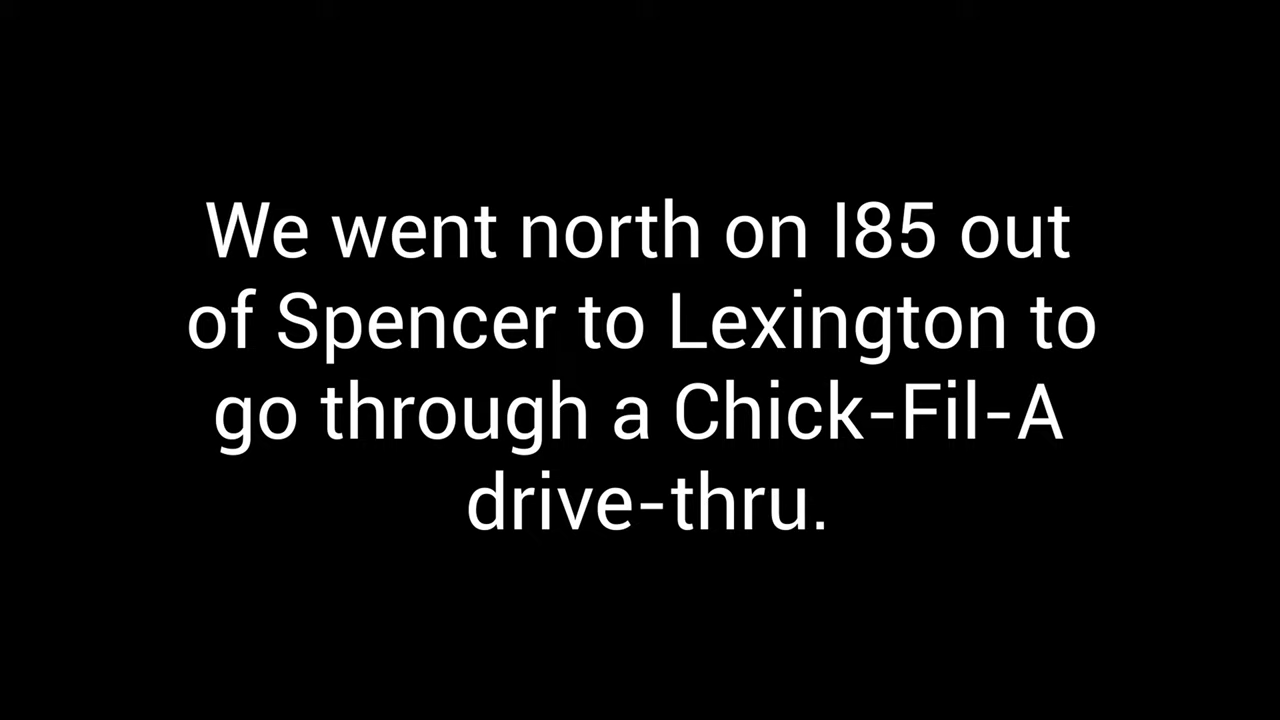 We went north on I85 out
of Spencer to Lexington to
go through a Chick-Fil-A
drive-thru.